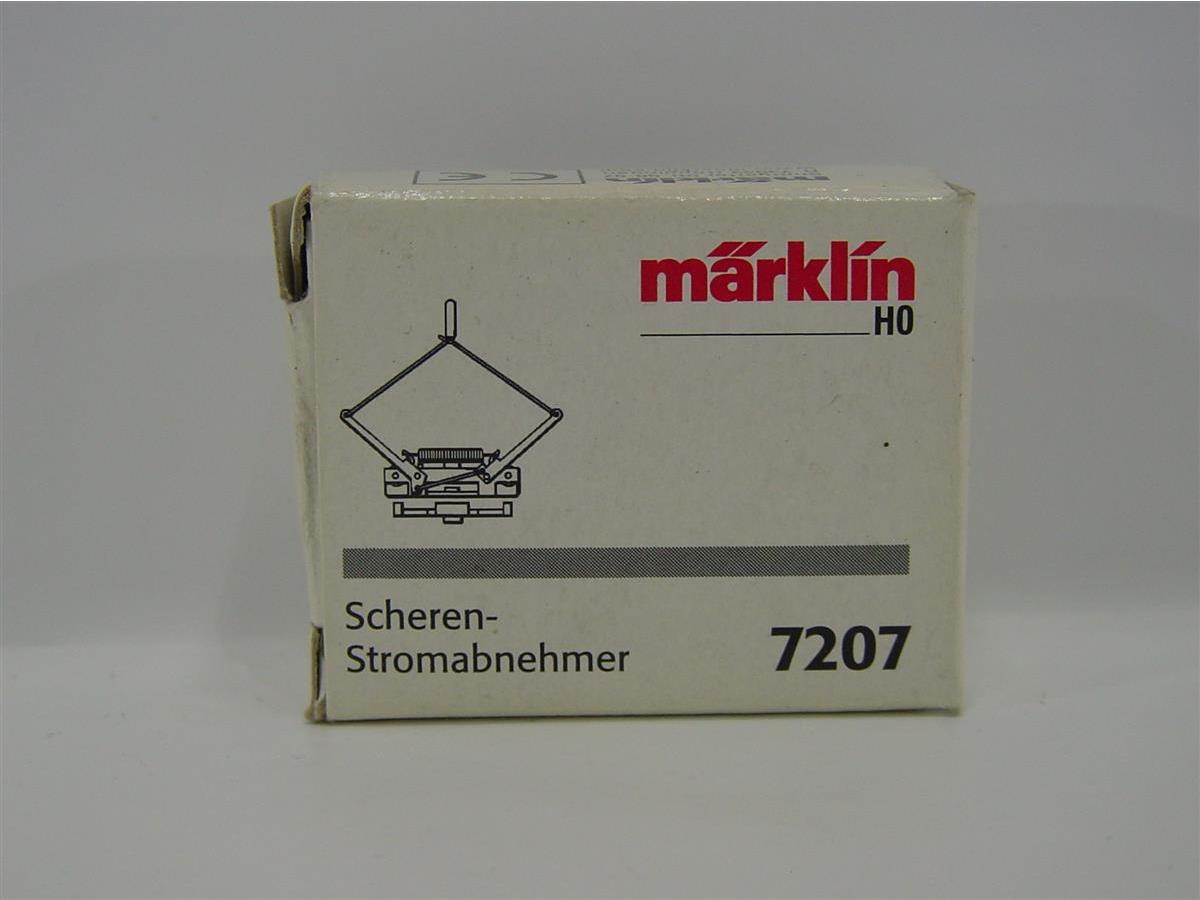 märklin
H0
Scheren-
Stromabnehmer
7207